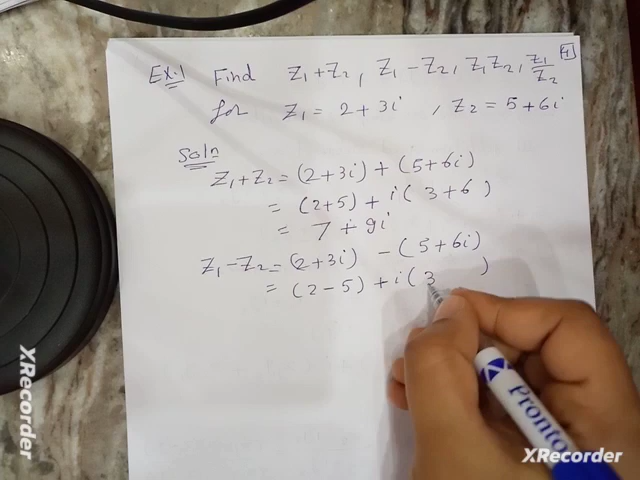 Ex:1 Find Z₁+Z₂, Z₁-Z₂, Z₁Z₂, Z₁/Z₂ 1
for Z₁ = 2+3i , Z₂ = 5+6i
Soln
Z₁+Z₂ = (2+3i) + (5+6i)
= (2+5) + i( 3+6 )
= 7 + 9i
Z₁-Z₂ = (2+3i) - (5+6i)
= (2-5) + i( 3 )
Pronto
XRecorder
XRecorder